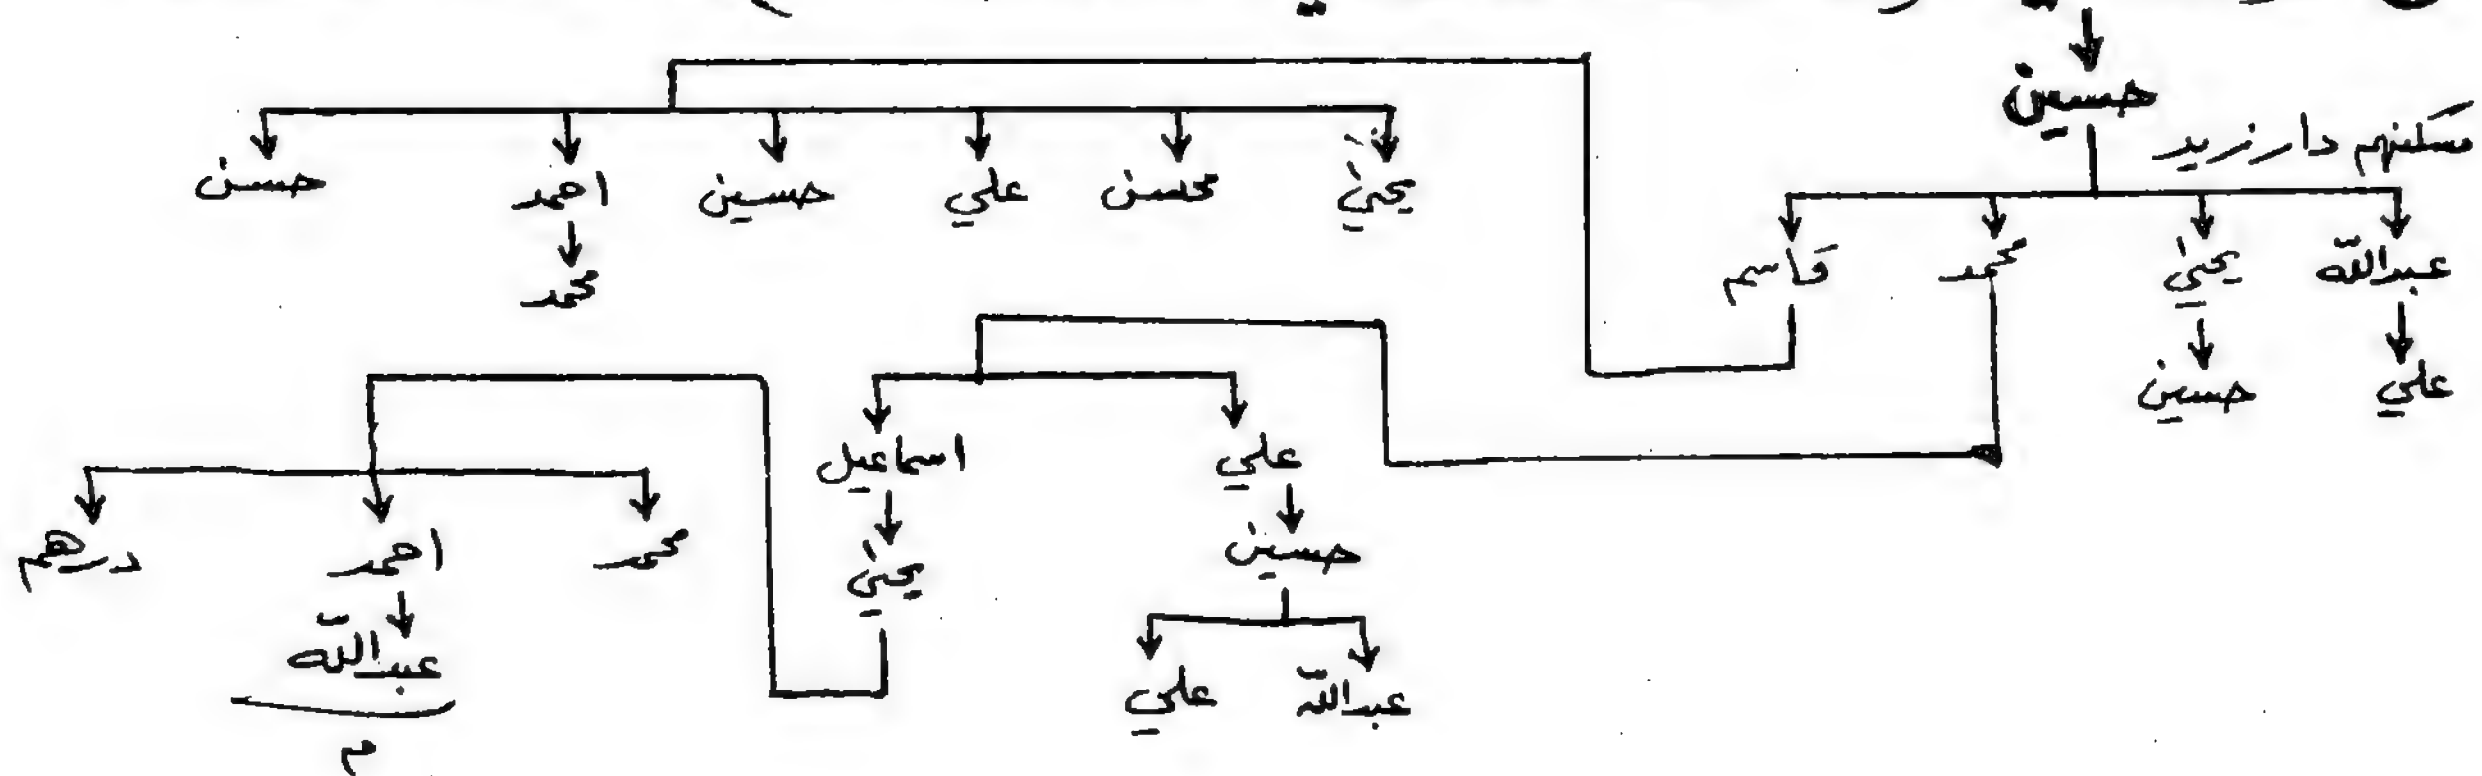 حسين
مسكنهم دار زيد
عبدالله يحيى محمد قاسم
علي حسين
يحيى محسن علي حسين احمد حسن
محمد
علي اسماعيل
حسين يحيى
عبدالله علي
محمد احمد درهم
عبدالله
م